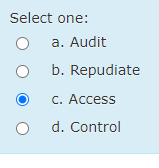 Select one:
a. Audit
b. Repudiate
c. Access
d. Control